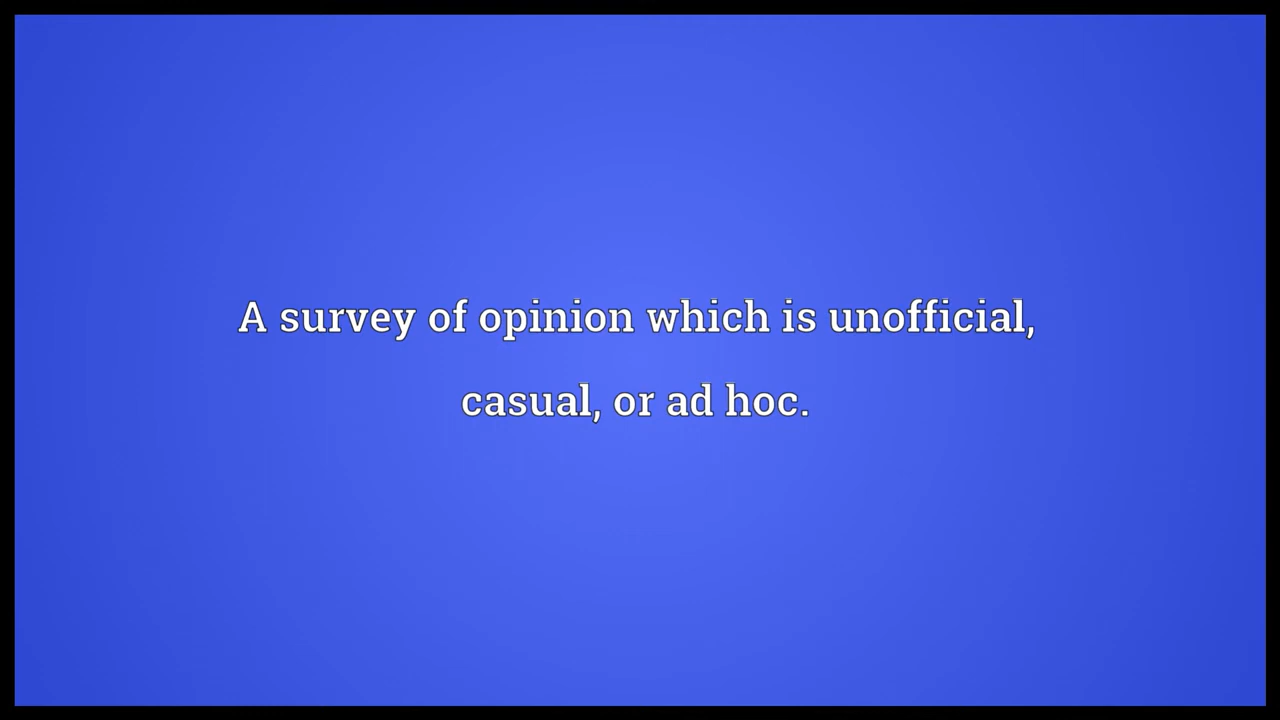 A survey of opinion which is unofficial,
casual, or ad hoc.